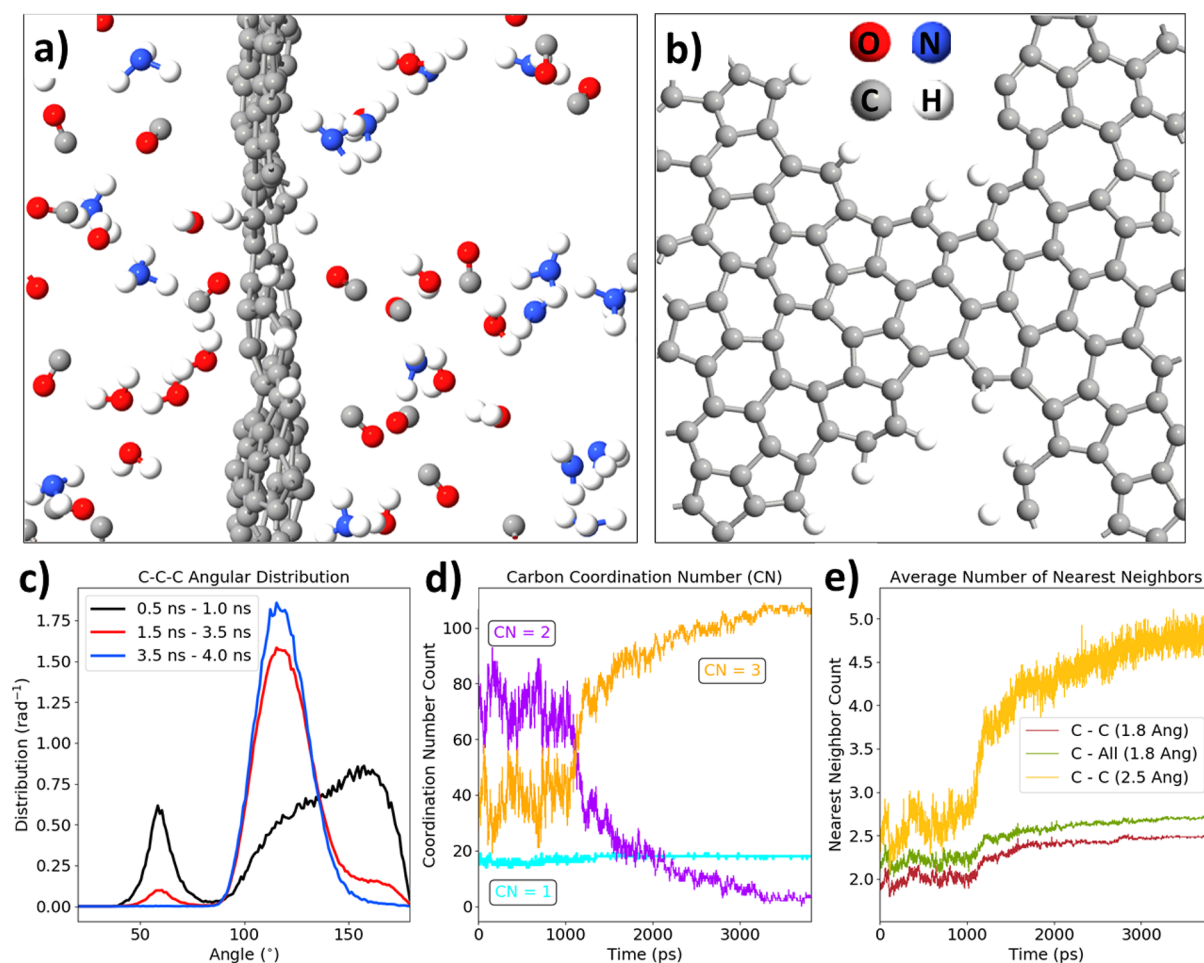 a)
b)
O N
C H
c)
C-C-C Angular Distribution
0.5 ns - 1.0 ns
1.5 ns - 3.5 ns
3.5 ns - 4.0 ns
Distribution (rad⁻¹)
1.75
1.50
1.25
1.00
0.75
0.50
0.25
0.00
50 100 150
Angle (°)
d)
Carbon Coordination Number (CN)
CN = 2
CN = 3
CN = 1
Coordination Number Count
100
80
60
40
20
0
0 1000 2000 3000
Time (ps)
e)
Average Number of Nearest Neighbors
C - C (1.8 Ang)
C - All (1.8 Ang)
C - C (2.5 Ang)
Nearest Neighbor Count
5.0
4.5
4.0
3.5
3.0
2.5
2.0
0 1000 2000 3000
Time (ps)